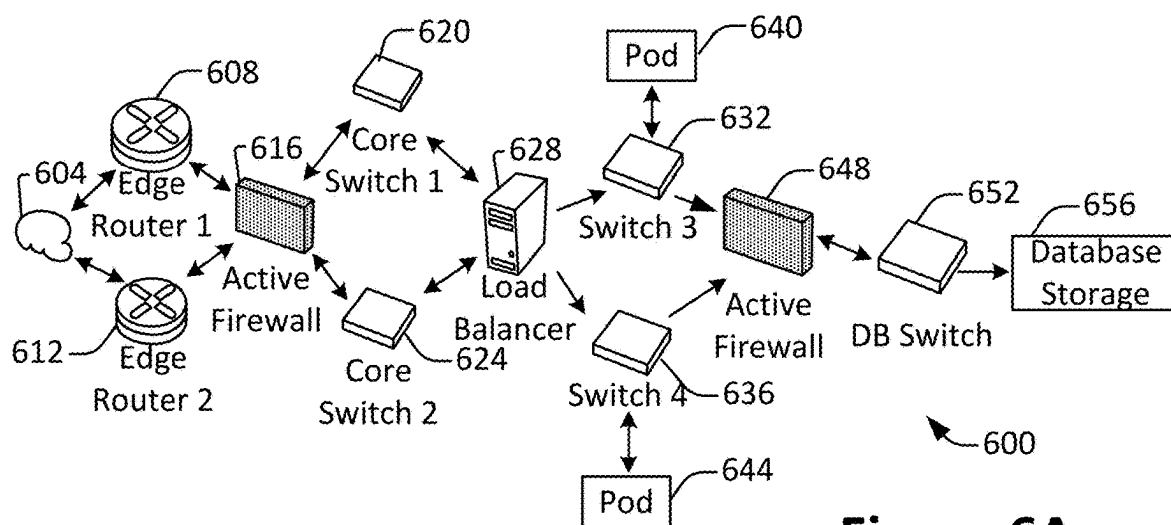 620
640
Pod
608
632
616
Core
Switch 1
628
648
604
Edge
Router 1
652
656
Switch 3
Database
Storage
Active
Firewall
Load
Balancer
Active
Firewall
DB Switch
612
Edge
Router 2
624
Core
Switch 2
Switch 4
636
600
644
Pod